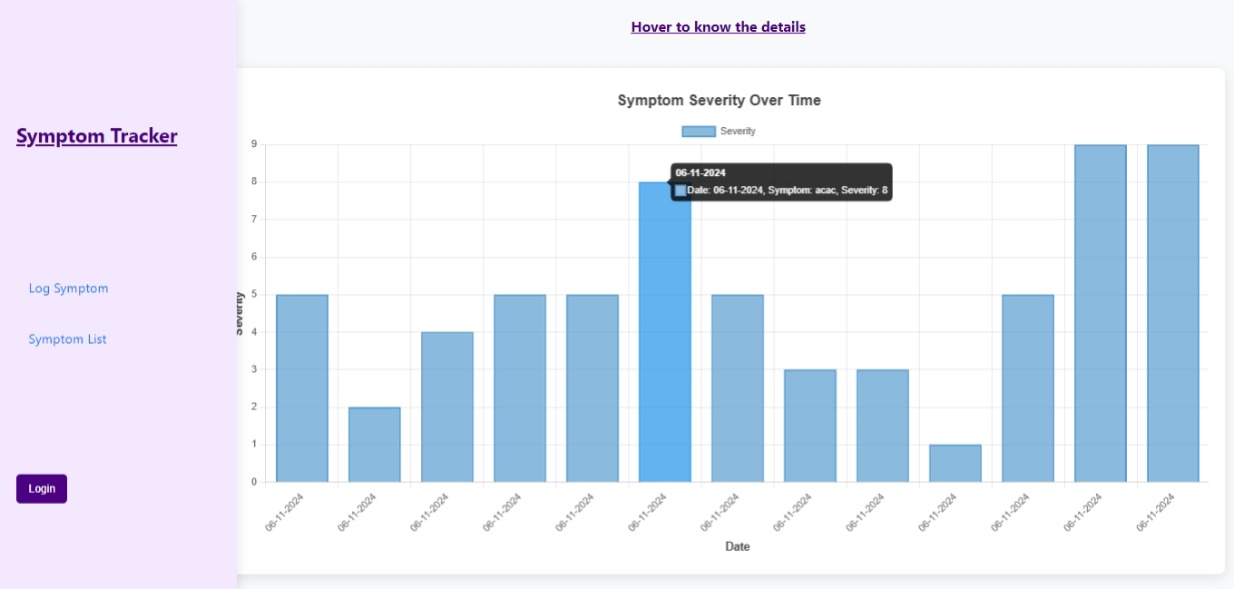 Hover to know the details
Symptom Tracker
Log Symptom
Symptom List
Login
Symptom Severity Over Time
Severity
9
8
7
6
5
4
3
2
1
0
Severity
06-11-2024
Date: 06-11-2024, Symptom: acac, Severity: 8
06-11-2024
06-11-2024
06-11-2024
06-11-2024
06-11-2024
06-11-2024
06-11-2024
06-11-2024
06-11-2024
06-11-2024
06-11-2024
06-11-2024
06-11-2024
Date